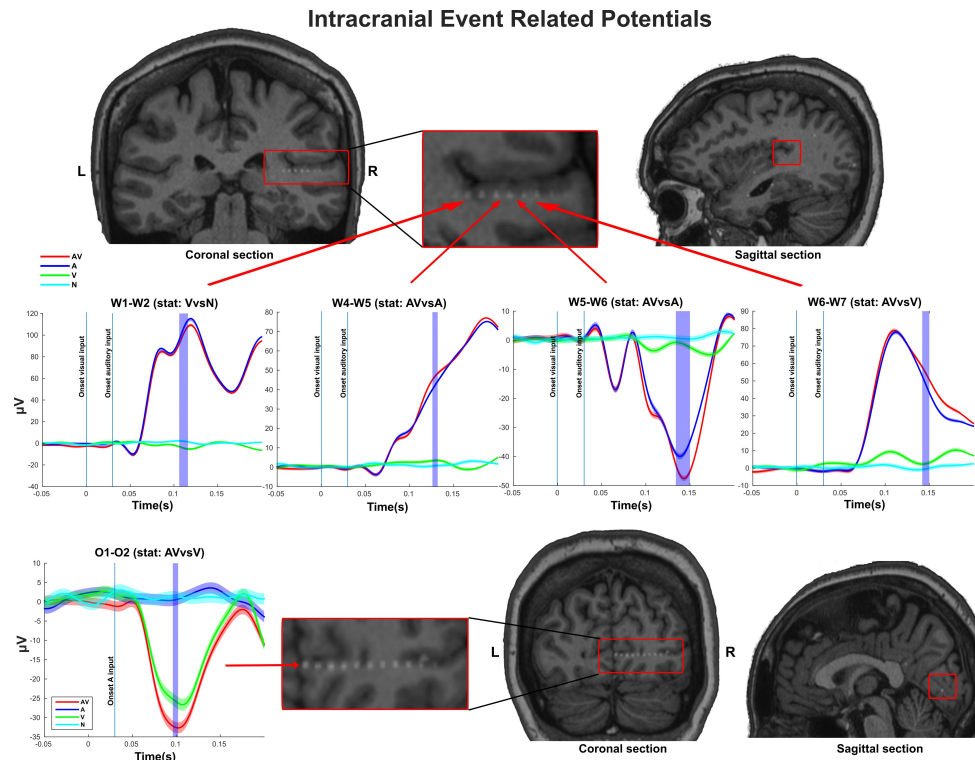 Intracranial Event Related Potentials
L
R
Coronal section
Sagittal section
AV
A
V
N
W1-W2 (stat: VvsN)
120
100
80
60
40
20
0
-20
-40
μV
Onset visual input
Onset auditory input
-0.05
0
0.05
0.1
0.15
Time(s)
W4-W5 (stat: AVvsA)
80
70
60
50
40
30
20
10
0
-10
Onset visual input
Onset auditory input
-0.05
0
0.05
0.1
0.15
Time(s)
W5-W6 (stat: AVvsA)
10
0
-10
-20
-30
-40
-50
Onset visual input
Onset auditory input
-0.05
0
0.05
0.1
0.15
Time(s)
W6-W7 (stat: AVvsV)
90
80
70
60
50
40
30
20
10
0
-10
Onset visual input
Onset auditory input
-0.05
0
0.05
0.1
0.15
Time(s)
O1-O2 (stat: AVvsV)
10
5
0
-5
-10
-15
-20
-25
-30
-35
μV
Onset A input
AV
A
V
N
-0.05
0
0.05
0.1
0.15
Time(s)
L
R
Coronal section
Sagittal section